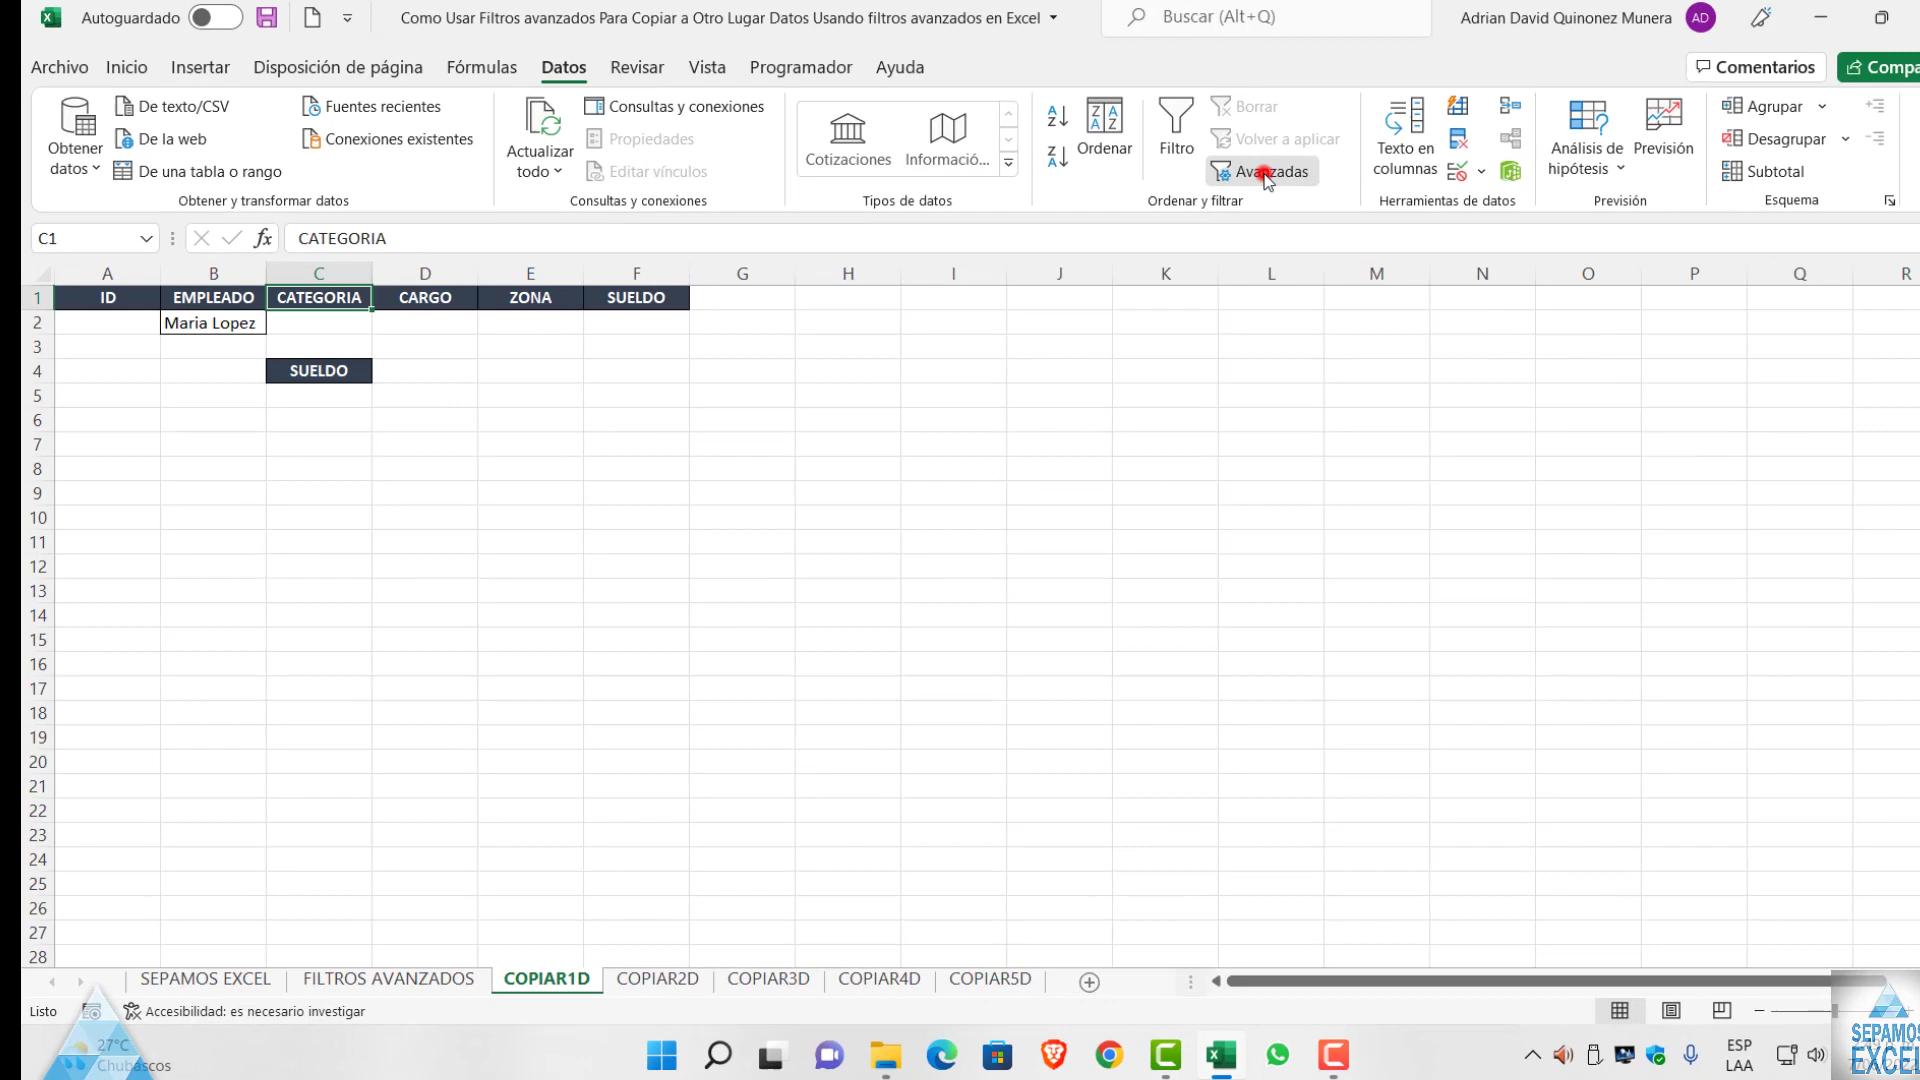 Autoguardado
Como Usar Filtros avanzados Para Copiar a Otro Lugar Datos Usando filtros avanzados en Excel
Buscar (Alt+Q)
Adrian David Quinonez Munera AD
Archivo Inicio Insertar Disposición de página Fórmulas Datos Revisar Vista Programador Ayuda
Comentarios
Compa
Obtener datos
De texto/CSV
De la web
De una tabla o rango
Fuentes recientes
Conexiones existentes
Obtener y transformar datos
Actualizar todo
Consultas y conexiones
Propiedades
Editar vínculos
Consultas y conexiones
Cotizaciones
Informació...
Tipos de datos
Ordenar
Filtro
Borrar
Volver a aplicar
Avanzadas
Ordenar y filtrar
Texto en columnas
Herramientas de datos
Análisis de hipótesis
Previsión
Previsión
Agrupar
Desagrupar
Subtotal
Esquema
C1
fx
CATEGORIA
A B C D E F G H I J K L M N O P Q R
1 ID EMPLEADO CATEGORIA CARGO ZONA SUELDO
2 Maria Lopez
3
4 SUELDO
5
6
7
8
9
10
11
12
13
14
15
16
17
18
19
20
21
22
23
24
25
26
27
28
SEPAMOS EXCEL FILTROS AVANZADOS COPIAR1D COPIAR2D COPIAR3D COPIAR4D COPIAR5D
Listo
Accesibilidad: es necesario investigar
27°C
Chubascos
ESP
LAA
SEPAMOS
EXCEL